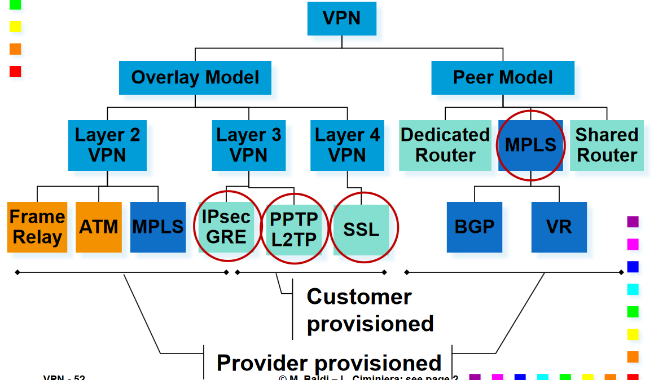 VPN
Overlay Model
Peer Model
Layer 2
VPN
Layer 3
VPN
Layer 4
VPN
Dedicated
Router
MPLS
Shared
Router
Frame
Relay
ATM
MPLS
IPsec
GRE
PPTP
L2TP
SSL
BGP
VR
Customer
provisioned
Provider provisioned
VPN - 52
© M. Baldi – L. Ciminiera: see page 2